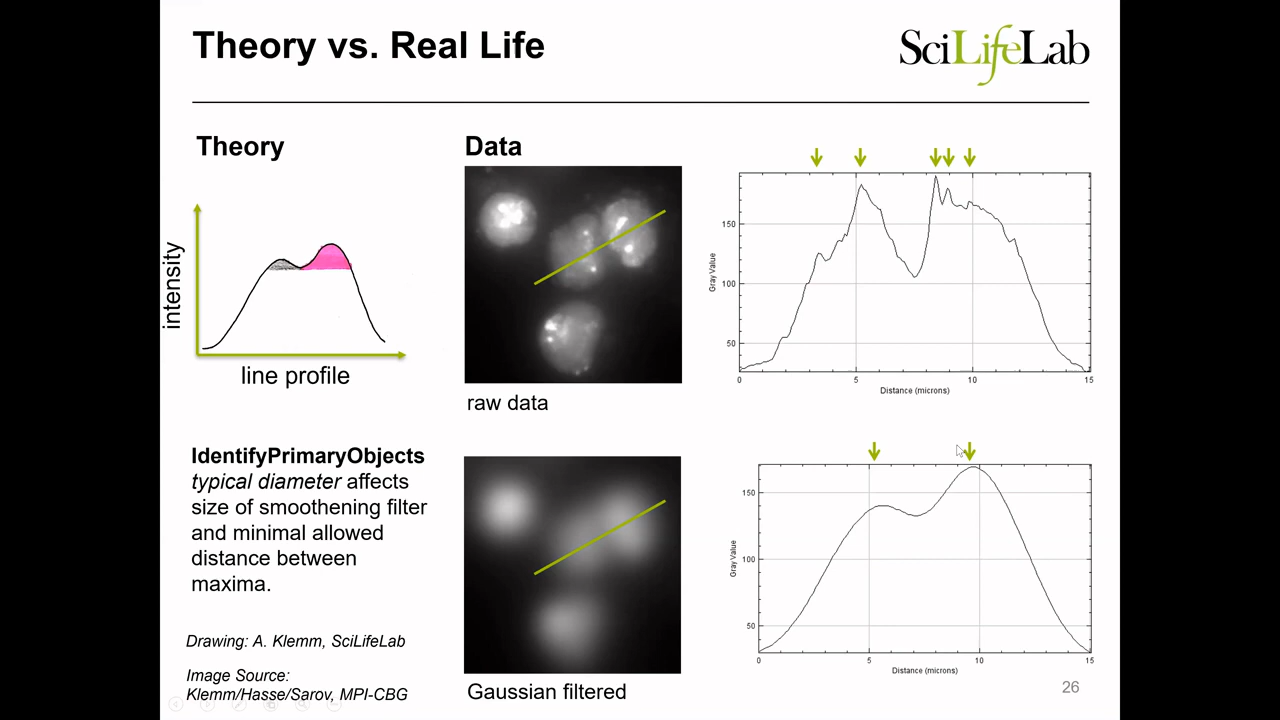 Theory vs. Real Life
SciLifeLab
Theory
Data
intensity
line profile
raw data
150
100
50
Gray Value
0
5
10
15
Distance (microns)
IdentifyPrimaryObjects
typical diameter affects
size of smoothening filter
and minimal allowed
distance between
maxima.
Drawing: A. Klemm, SciLifeLab
Image Source:
Klemm/Hasse/Sarov, MPI-CBG
Gaussian filtered
150
100
50
Gray Value
0
5
10
15
Distance (microns)
26